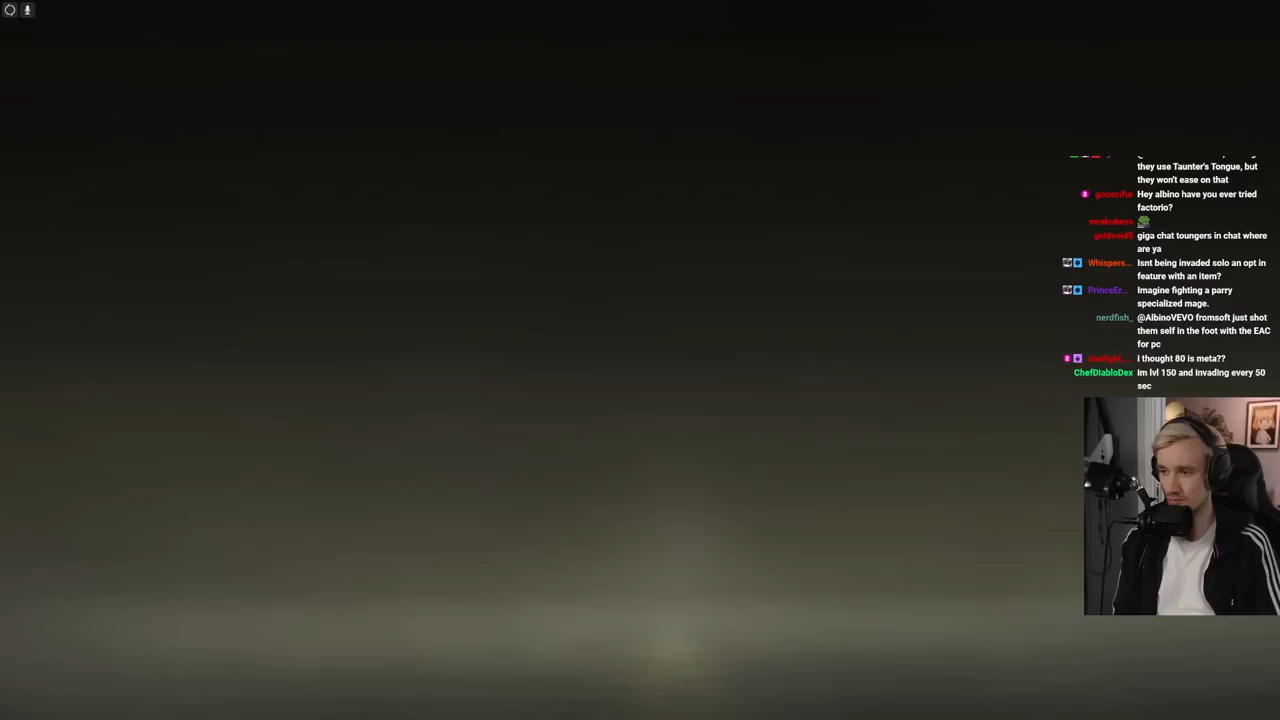 they use Taunter's Tongue, but
they won't ease on that
Hey albino have you ever tried
factorio?
goldvoid5 giga chat toungers in chat where
are ya
Whispers... Isnt being invaded solo an opt in
feature with an item?
PrinceEr... Imagine fighting a parry
specialized mage.
nerdfish_ @AlbinoVEVO fromsoft just shot
them self in the foot with the EAC
for pc
i thought 80 is meta??
ChefDiabloDex im lvl 150 and invading every 50
sec